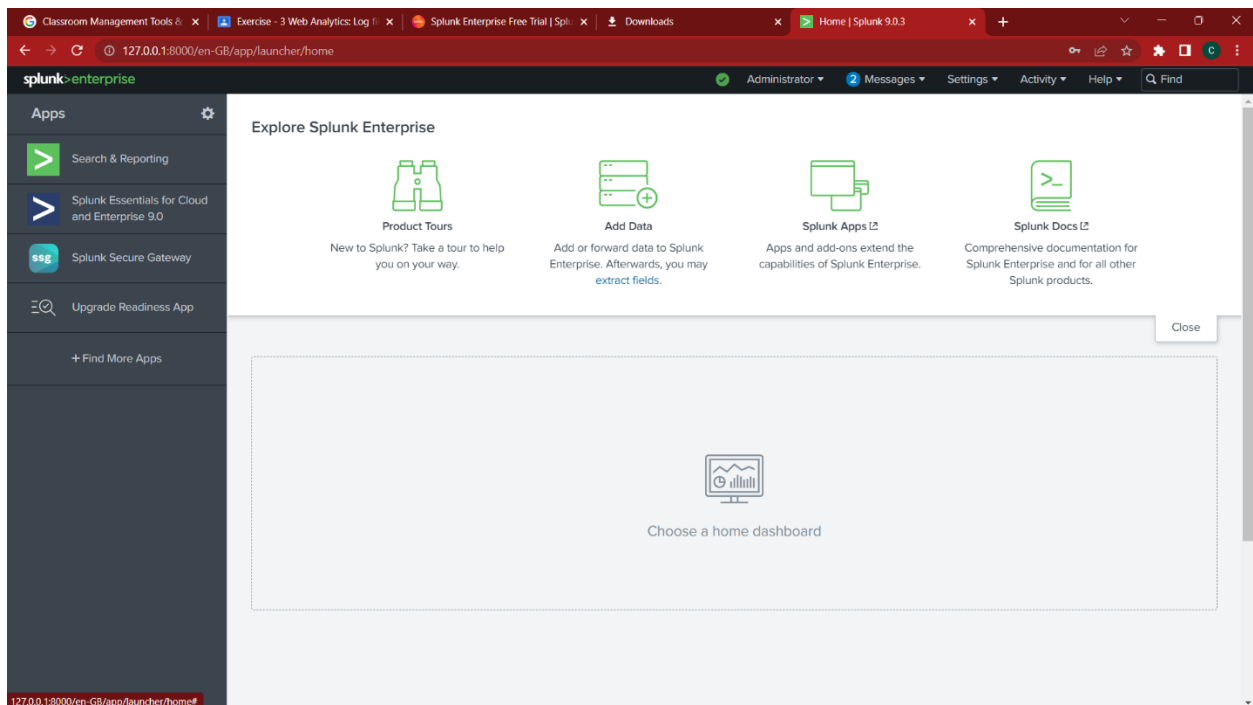 Classroom Management Tools &
Exercise - 3 Web Analytics: Log fi
Splunk Enterprise Free Trial | Splu
Downloads
Home | Splunk 9.0.3
127.0.0.1:8000/en-GB/app/launcher/home
C
splunk>enterprise
Administrator
2 Messages
Settings
Activity
Help
Find
Apps
Search & Reporting
Splunk Essentials for Cloud
and Enterprise 9.0
ssg
Splunk Secure Gateway
Upgrade Readiness App
+ Find More Apps
Explore Splunk Enterprise
Product Tours
New to Splunk? Take a tour to help
you on your way.
Add Data
Add or forward data to Splunk
Enterprise. Afterwards, you may
extract fields.
Splunk Apps
Apps and add-ons extend the
capabilities of Splunk Enterprise.
Splunk Docs
Comprehensive documentation for
Splunk Enterprise and for all other
Splunk products.
Close
Choose a home dashboard
127.0.0.1:8000/en-GB/app/launcher/home#